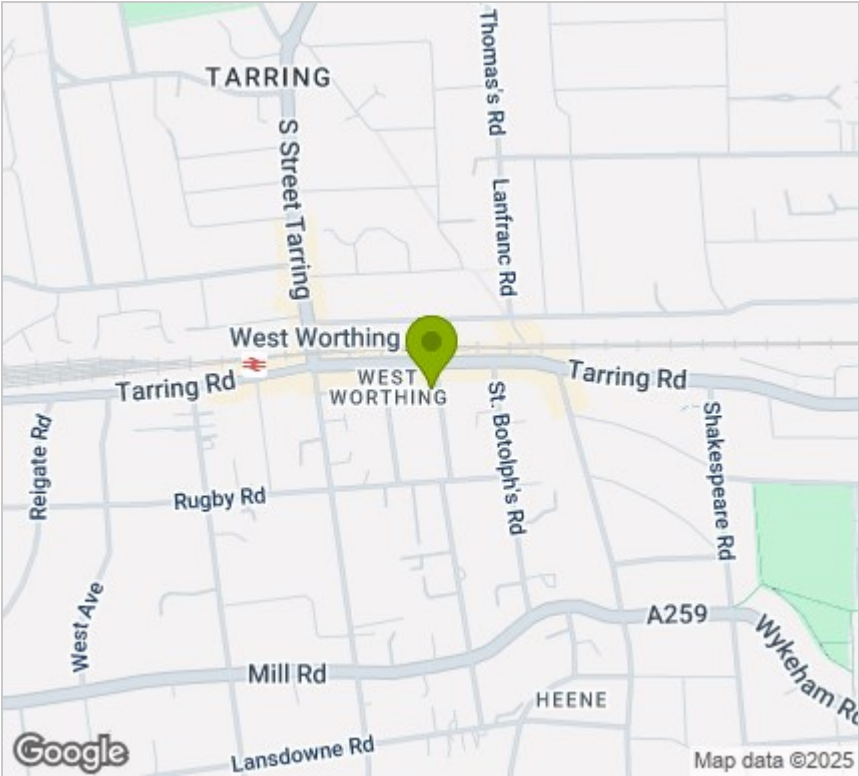 TARRING
Thomas's Rd
S Street Tarring
Lanfranc Rd
West Worthing
Tarring Rd
WEST
WORTHING
Tarring Rd
Reigate Rd
Rugby Rd
St. Botolph's Rd
Shakespeare Rd
West Ave
A259
Wykeham Rd
Mill Rd
HEENE
Lansdowne Rd
Google
Map data ©2025